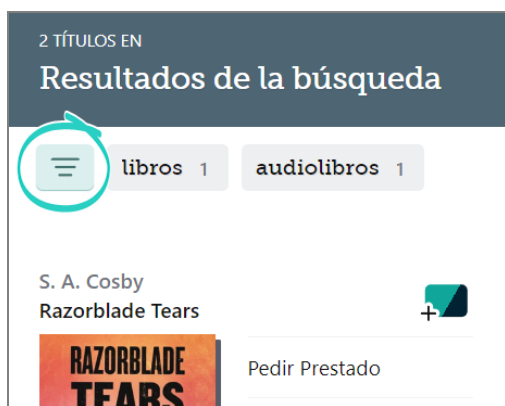 2 TÍTULOS EN
Resultados de la búsqueda
libros 1
audiolibros 1
S. A. Cosby
Razorblade Tears
RAZORBLADE
TEARS
Pedir Prestado